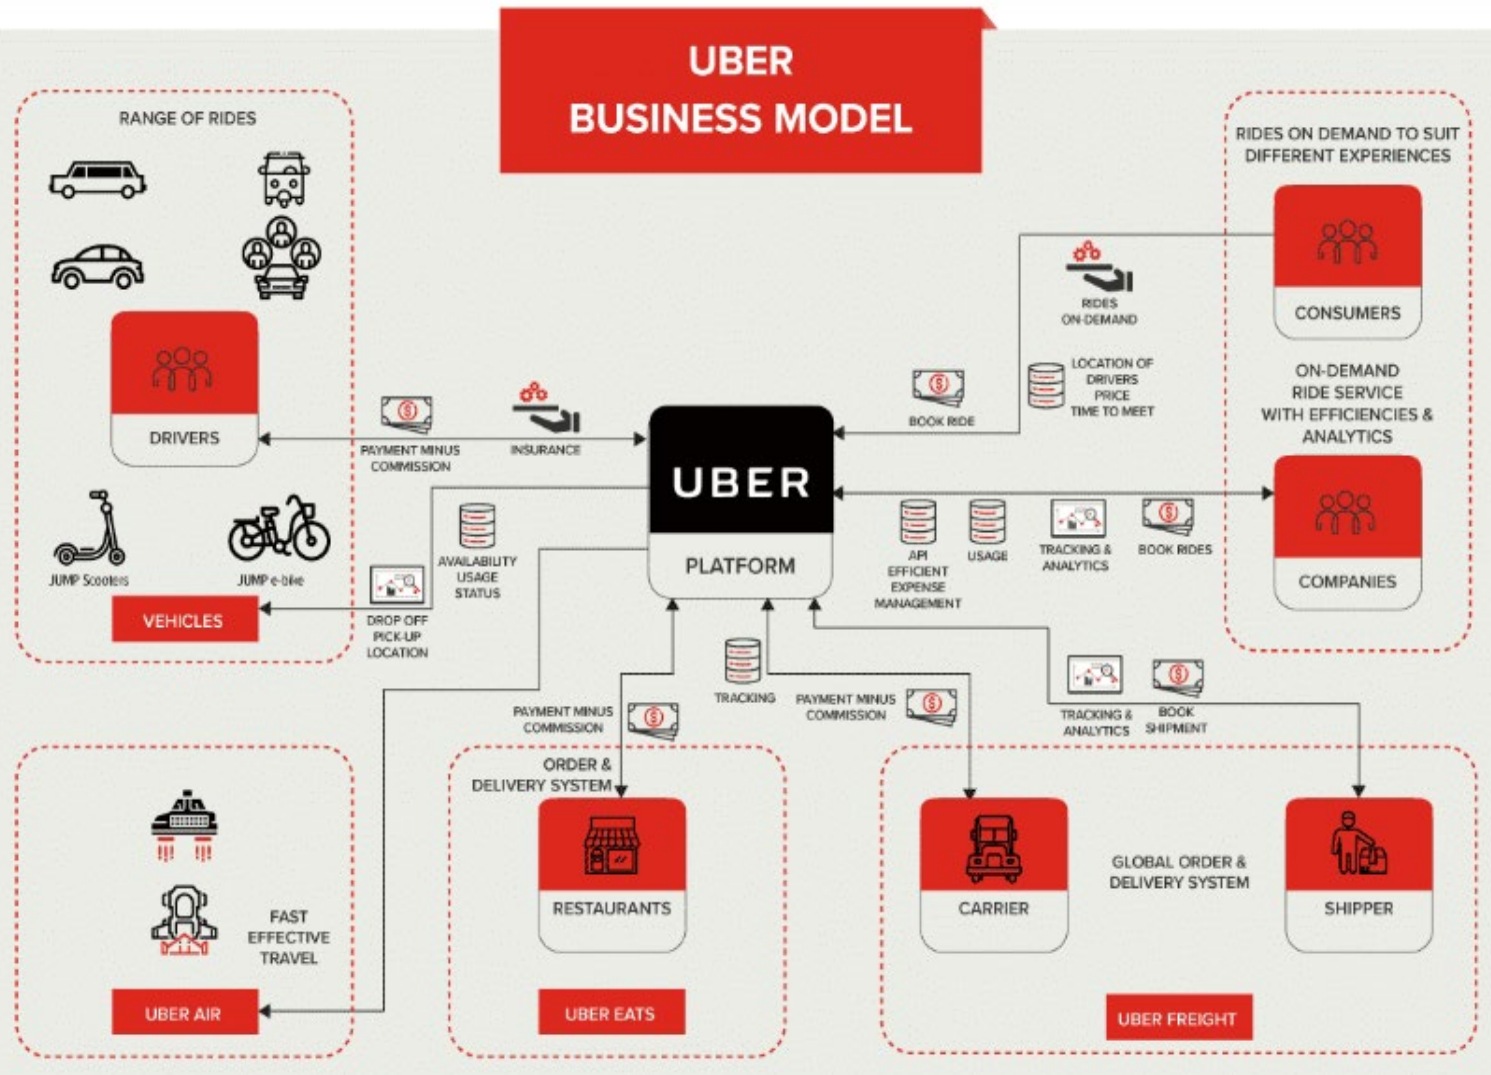 UBER
BUSINESS MODEL
RANGE OF RIDES
DRIVERS
JUMP Scooters
JUMP e-bike
VEHICLES
PAYMENT MINUS
COMMISSION
INSURANCE
AVAILABILITY
USAGE
STATUS
DROP OFF
PICK-UP
LOCATION
UBER
PLATFORM
RIDES ON DEMAND TO SUIT
DIFFERENT EXPERIENCES
CONSUMERS
RIDES
ON-DEMAND
LOCATION OF
DRIVERS
PRICE
TIME TO MEET
BOOK RIDE
ON-DEMAND
RIDE SERVICE
WITH EFFICIENCIES &
ANALYTICS
COMPANIES
API
EFFICIENT
EXPENSE
MANAGEMENT
USAGE
TRACKING &
ANALYTICS
BOOK RIDES
PAYMENT MINUS
COMMISSION
TRACKING
PAYMENT MINUS
COMMISSION
TRACKING &
ANALYTICS
BOOK
SHIPMENT
FAST
EFFECTIVE
TRAVEL
UBER AIR
ORDER &
DELIVERY SYSTEM
RESTAURANTS
UBER EATS
CARRIER
GLOBAL ORDER &
DELIVERY SYSTEM
SHIPPER
UBER FREIGHT